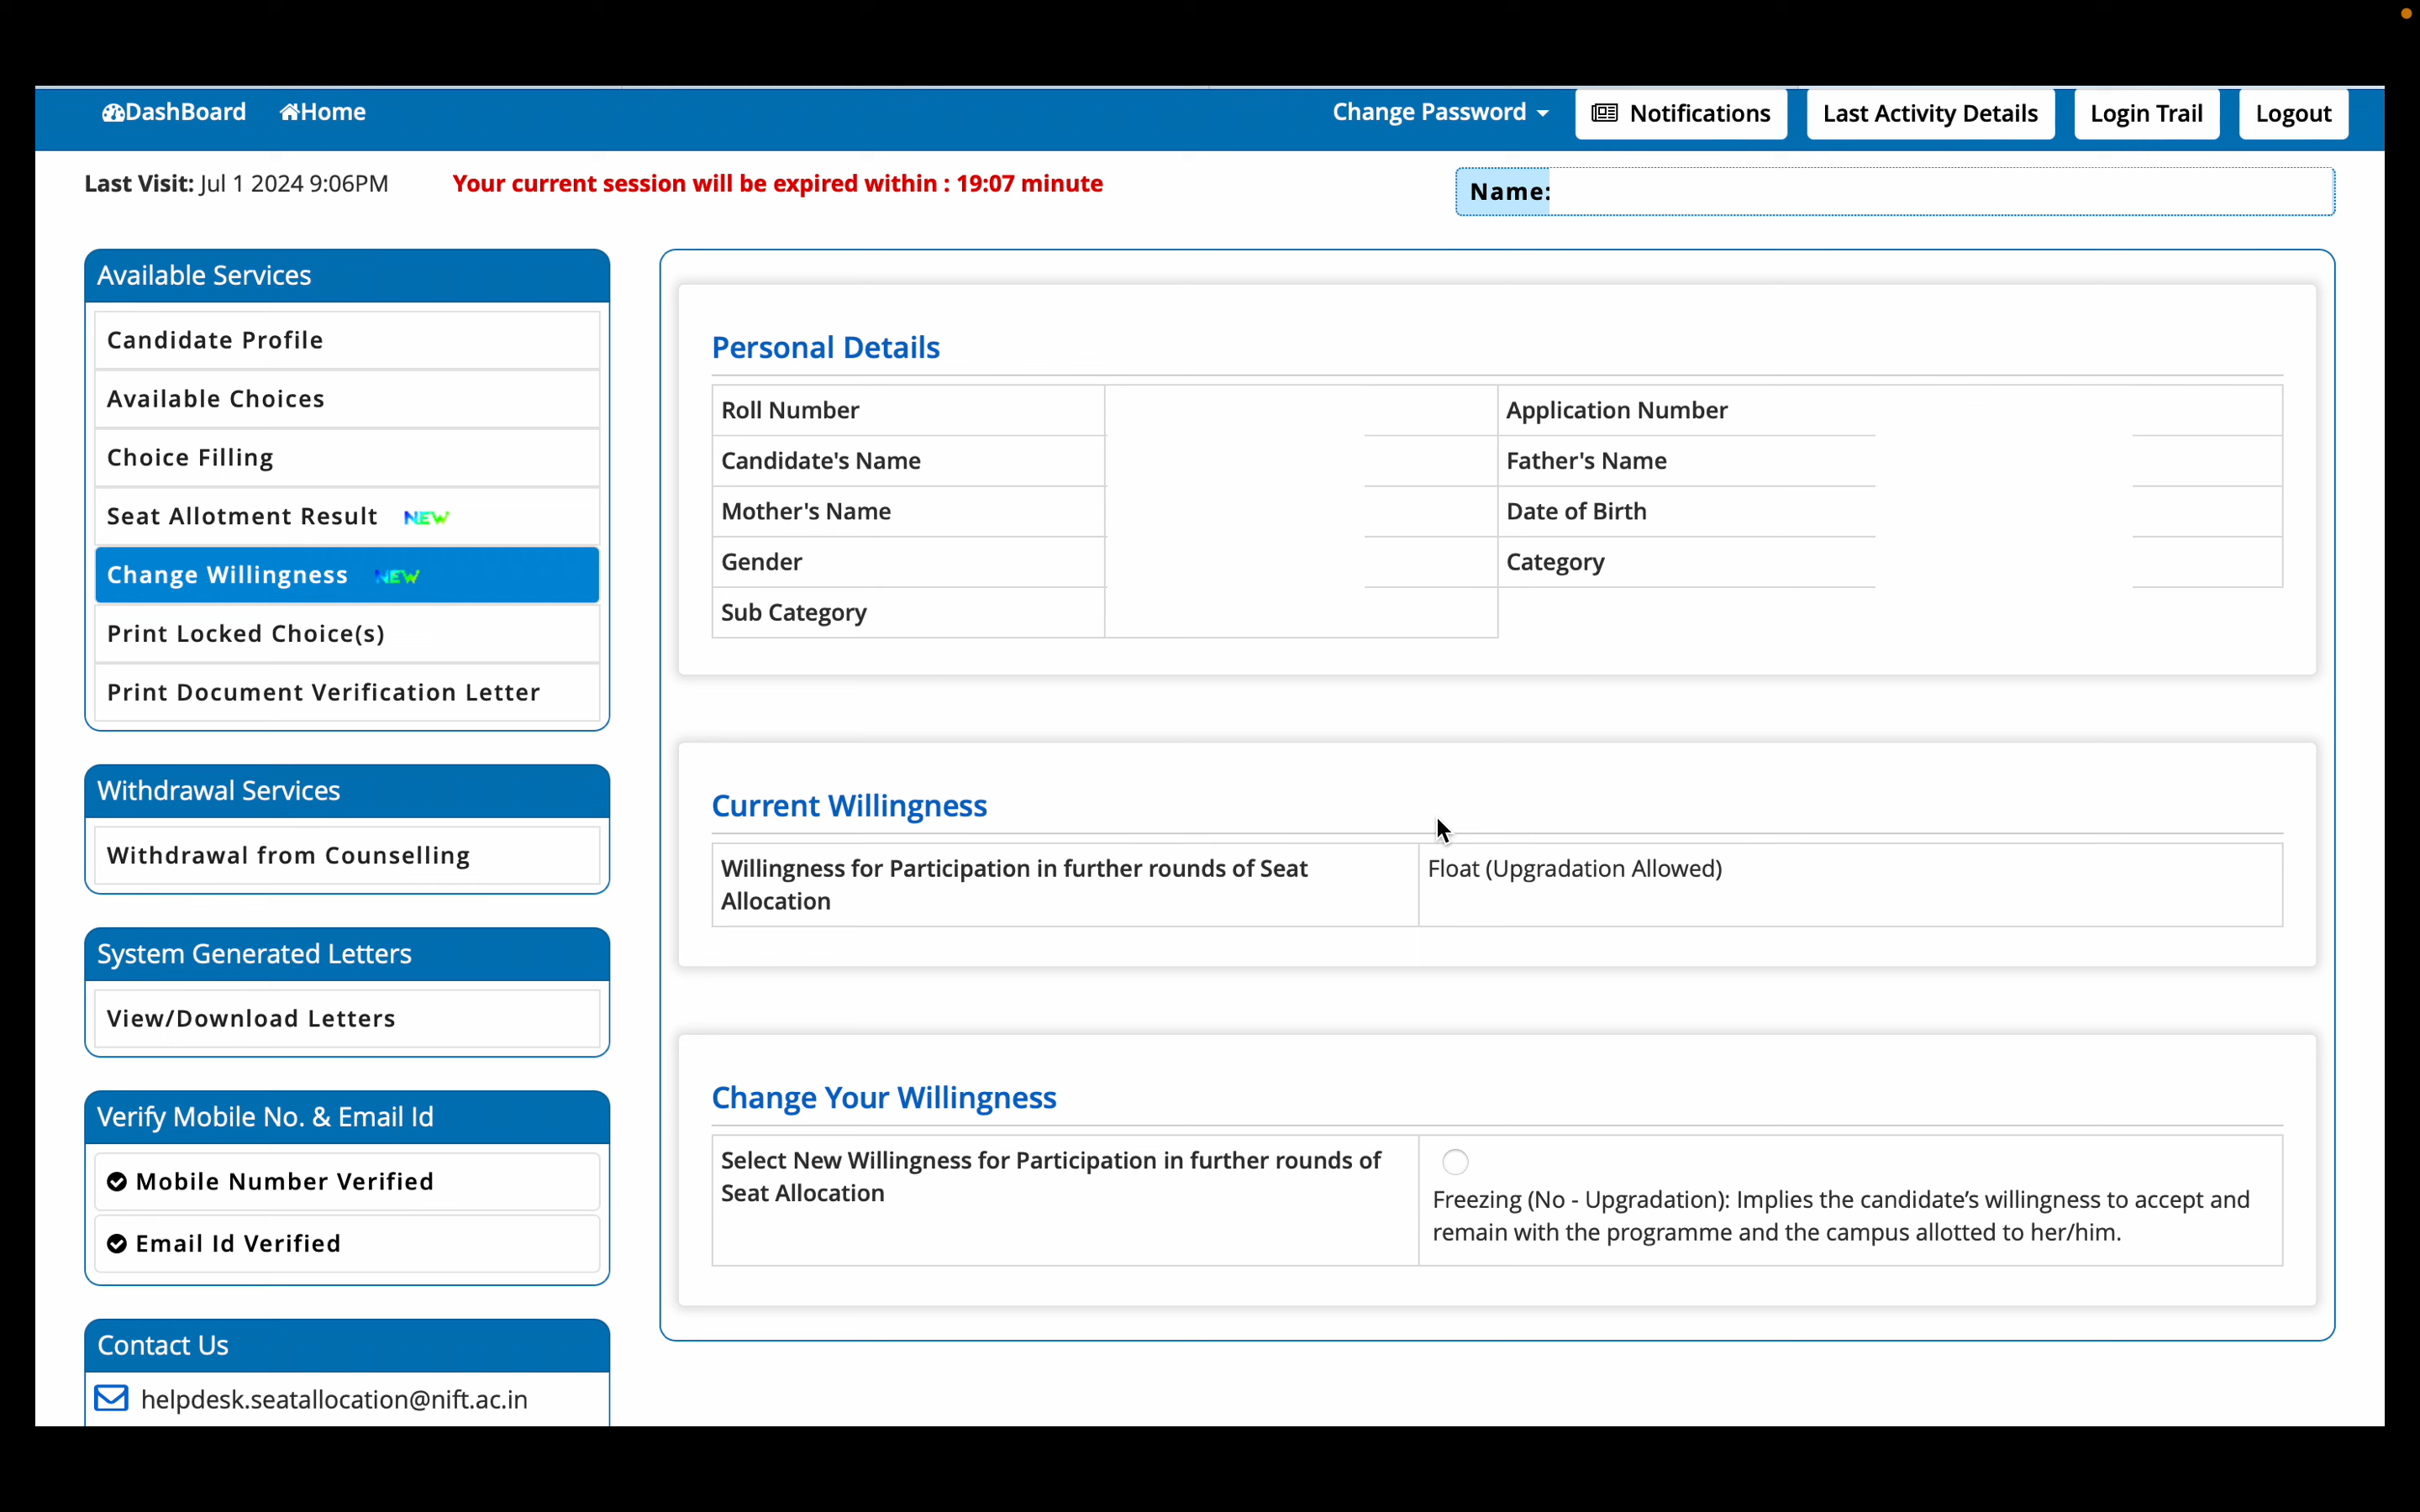 DashBoard Home Change Password Notifications Last Activity Details Login Trail Logout
Last Visit: Jul 1 2024 9:06PM Your current session will be expired within : 19:07 minute Name:
Available Services
Candidate Profile
Available Choices
Choice Filling
Seat Allotment Result NEW
Change Willingness NEW
Print Locked Choice(s)
Print Document Verification Letter
Withdrawal Services
Withdrawal from Counselling
System Generated Letters
View/Download Letters
Verify Mobile No. & Email Id
Mobile Number Verified
Email Id Verified
Contact Us
helpdesk.seatallocation@nift.ac.in
Personal Details
Roll Number Application Number
Candidate's Name Father's Name
Mother's Name Date of Birth
Gender Category
Sub Category
Current Willingness
Willingness for Participation in further rounds of Seat
Allocation
Float (Upgradation Allowed)
Change Your Willingness
Select New Willingness for Participation in further rounds of
Seat Allocation
Freezing (No - Upgradation): Implies the candidate’s willingness to accept and
remain with the programme and the campus allotted to her/him.